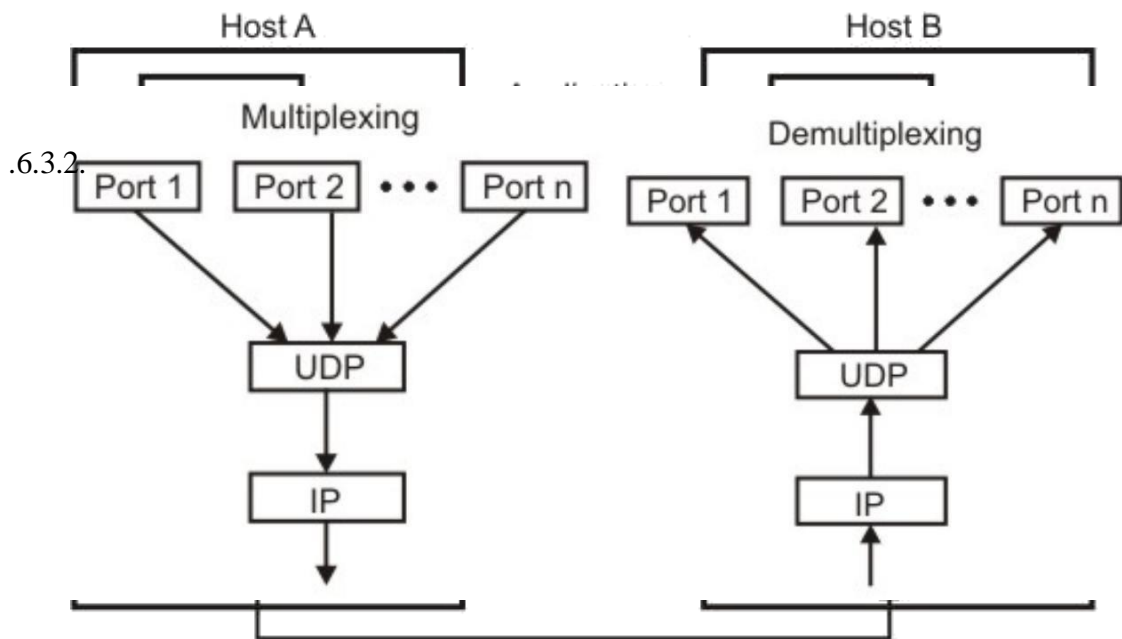 Host A
Host B
Multiplexing
Demultiplexing
.6.3.2.
Port 1
Port 2
Port n
Port 1
Port 2
Port n
UDP
UDP
IP
IP